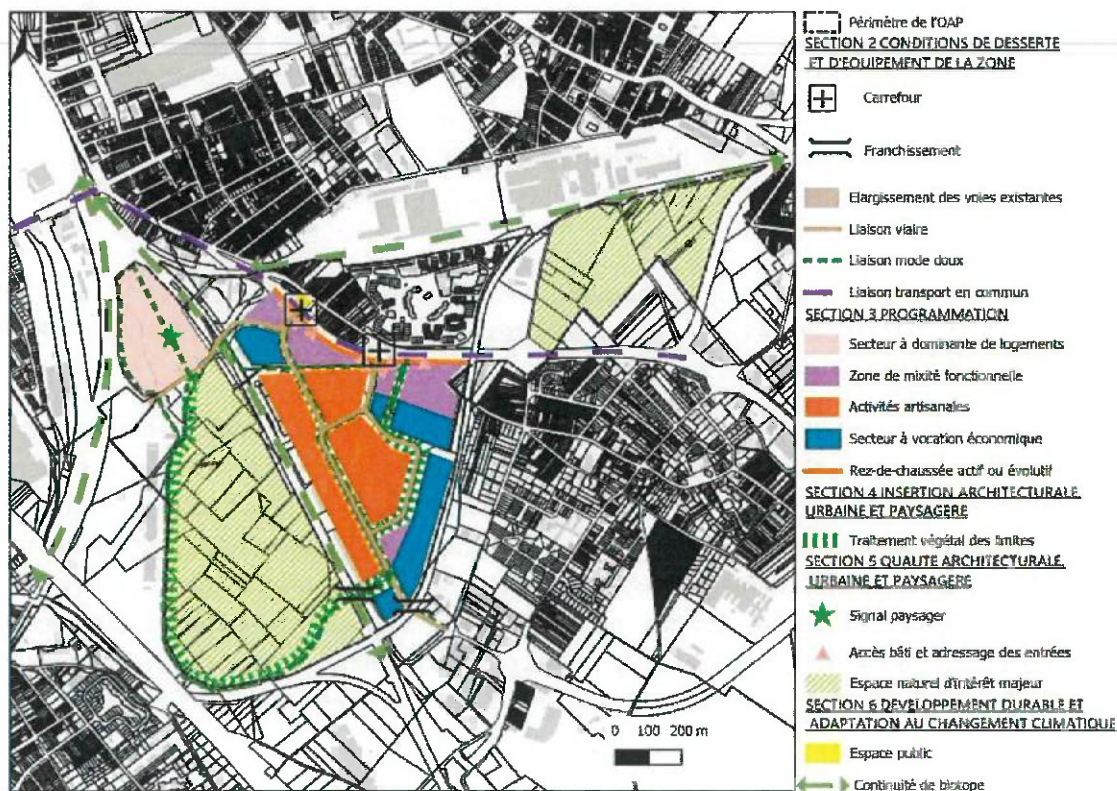 Périmètre de l'OAP
SECTION 2 CONDITIONS DE DESSERTE
ET D'EQUIPEMENT DE LA ZONE
Carrefour
Franchissement
Elargissement des voies existantes
Liaison viaire
Liaison mode doux
Liaison transport en commun
SECTION 3 PROGRAMMATION
Secteur à dominante de logements
Zone de mixité fonctionnelle
Activités artisanales
Secteur à vocation économique
Rez-de-chaussée actif ou évolutif
SECTION 4 INSERTION ARCHITECTURALE,
URBAINE ET PAYSAGERE
Traitement végétal des limites
SECTION 5 QUALITE ARCHITECTURALE,
URBAINE ET PAYSAGERE
Signal paysager
Accès bâti et adressage des entrées
Espace naturel d'intérêt majeur
SECTION 6 DEVELOPPEMENT DURABLE ET
ADAPTATION AU CHANGEMENT CLIMATIQUE
Espace public
Continuité de biotope
0 100 200 m